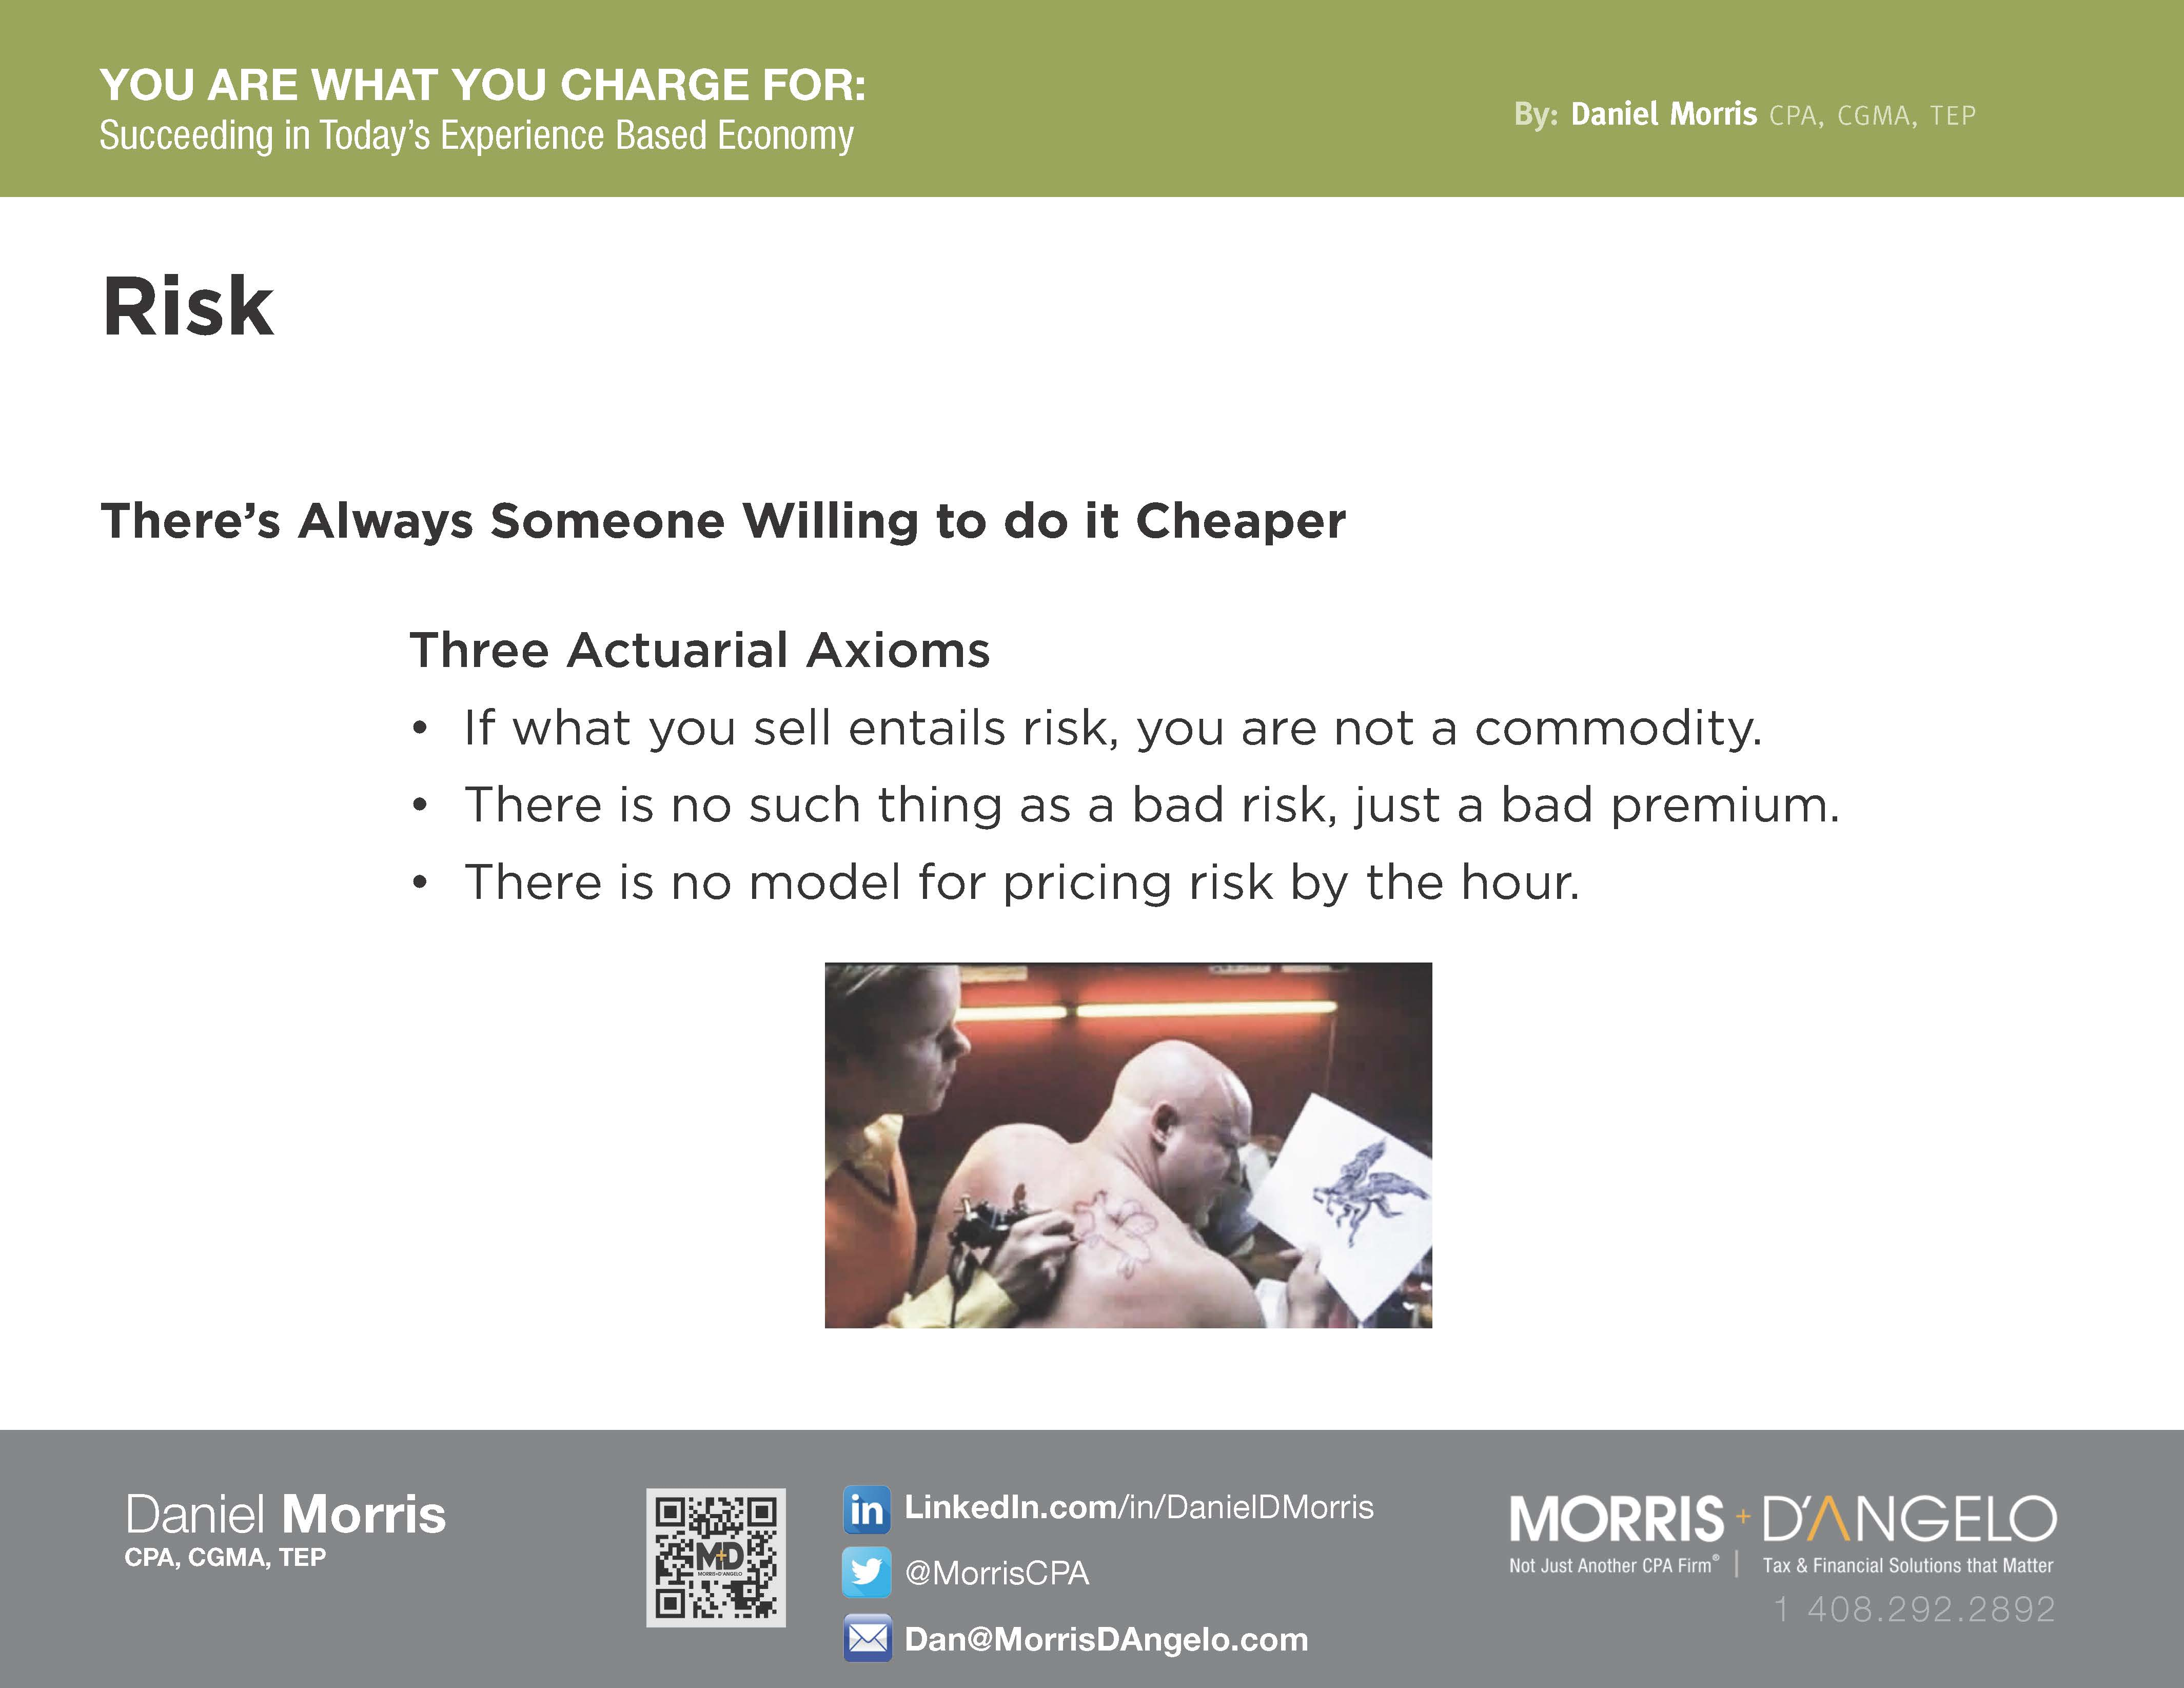 YOU ARE WHAT YOU CHARGE FOR:
Succeeding in Today's Experience Based Economy
By: Daniel Morris CPA, CGMA, TEP
Risk
There's Always Someone Willing to do it Cheaper
Three Actuarial Axioms
• If what you sell entails risk, you are not a commodity.
• There is no such thing as a bad risk, just a bad premium.
• There is no model for pricing risk by the hour.
Daniel Morris
CPA, CGMA, TEP
M+D
MORRIS+D'ANGELO
in LinkedIn.com/in/DanielDMorris
@MorrisCPA
Dan@MorrisDAngelo.com
MORRIS + D'ANGELO
Not Just Another CPA Firm® | Tax & Financial Solutions that Matter
1 408.292.2892